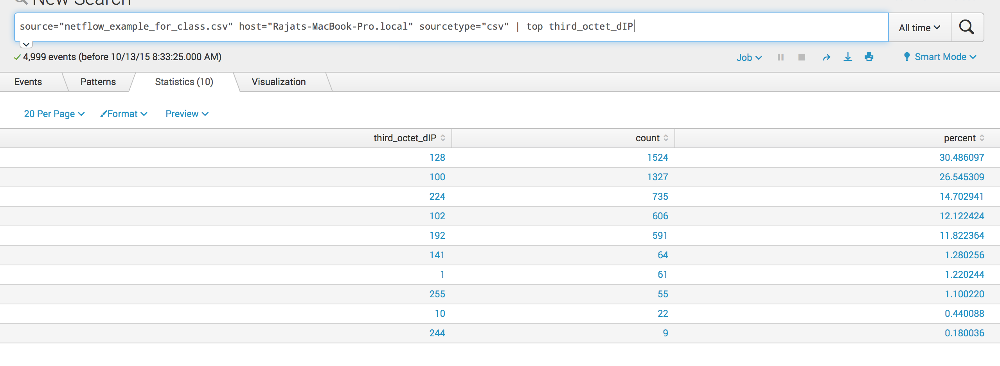 New Search
source="netflow_example_for_class.csv" host="Rajats-MacBook-Pro.local" sourcetype="csv" | top third_octet_dIP
All time
4,999 events (before 10/13/15 8:33:25.000 AM)
Job
Smart Mode
Events Patterns Statistics (10) Visualization
20 Per Page Format Preview
third_octet_dIP count percent
128 1524 30.486097
100 1327 26.545309
224 735 14.702941
102 606 12.122424
192 591 11.822364
141 64 1.280256
1 61 1.220244
255 55 1.100220
10 22 0.440088
244 9 0.180036